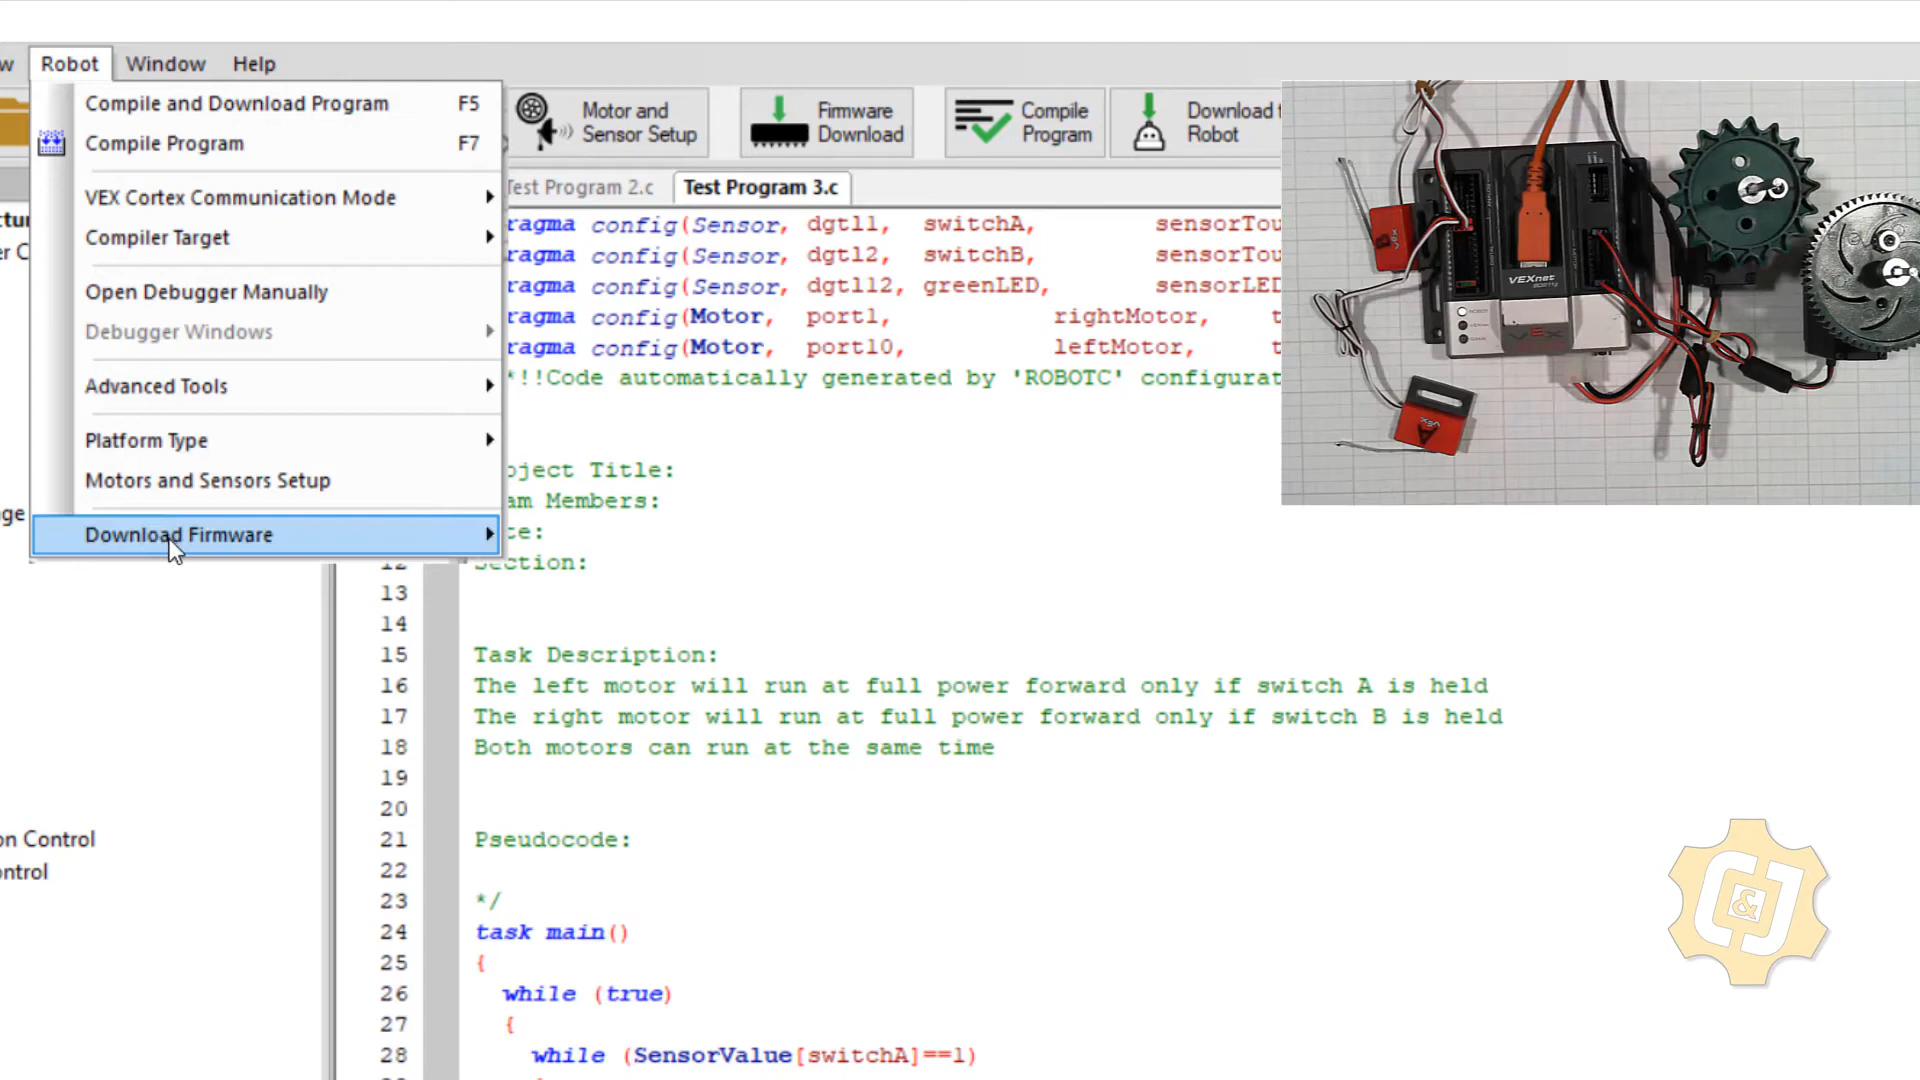 w Robot Window Help
Compile and Download Program F5
Compile Program F7
VEX Cortex Communication Mode
Compiler Target
Open Debugger Manually
Debugger Windows
Advanced Tools
Platform Type
Motors and Sensors Setup
Download Firmware
Motor and
Sensor Setup
Firmware
Download
Compile
Program
Download t
Robot
Test Program 2.c Test Program 3.c
ragma config(Sensor, dgtl1, switchA, sensorTou
ragma config(Sensor, dgtl2, switchB, sensorTou
ragma config(Sensor, dgtl12, greenLED, sensorLED
ragma config(Motor, port1, rightMotor, t
ragma config(Motor, port10, leftMotor, t
*!!Code automatically generated by 'ROBOTC' configurat
oject Title:
am Members:
te:
12 Section:
13
14
15 Task Description:
16 The left motor will run at full power forward only if switch A is held
17 The right motor will run at full power forward only if switch B is held
18 Both motors can run at the same time
19
20
21 Pseudocode:
22
23 */
24 task main()
25 {
26 while (true)
27 {
28 while (SensorValue[switchA]==1)
tur
er C
ge
on Control
ontrol
VEXnet
VEX
C&J